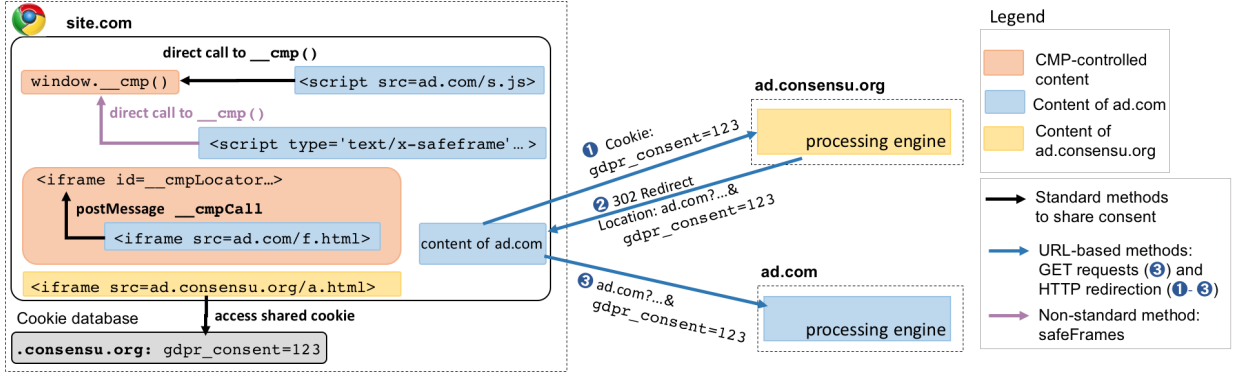 site.com
direct call to __cmp()
window.__cmp()
<script src=ad.com/s.js>
direct call to __cmp()
<script type='text/x-safeframe'…>
<iframe id=__cmpLocator…>
postMessage __cmpCall
<iframe src=ad.com/f.html>
content of ad.com
<iframe src=ad.consensu.org/a.html>
access shared cookie
Cookie database
.consensu.org: gdpr_consent=123
ad.consensu.org
processing engine
1 Cookie:
gdpr_consent=123
2 302 Redirect
Location: ad.com?...&
gdpr_consent=123
ad.com
processing engine
3 ad.com?...&
gdpr_consent=123
Legend
CMP-controlled
content
Content of ad.com
Content of
ad.consensu.org
Standard methods
to share consent
URL-based methods:
GET requests (3) and
HTTP redirection (1- 3)
Non-standard method:
safeFrames